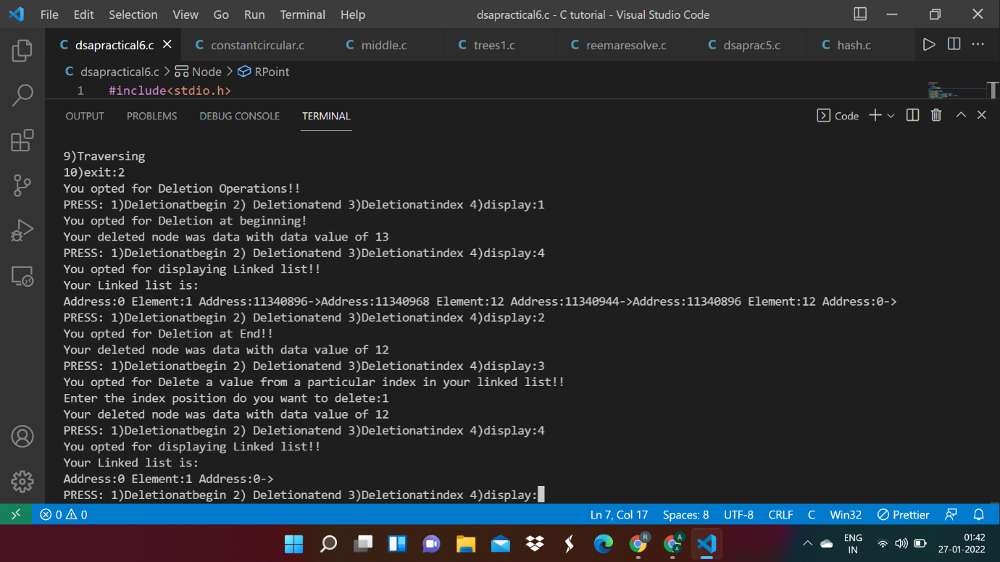 File Edit Selection View Go Run Terminal Help dsapractical6.c - C tutorial - Visual Studio Code
C dsapractical6.c C constantcircular.c C middle.c C trees1.c C reemaresolve.c C dsaprac5.c C hash.c
C dsapractical6.c > Node > RPoint
1 #include<stdio.h>
OUTPUT PROBLEMS DEBUG CONSOLE TERMINAL Code
9)Traversing
10)exit:2
You opted for Deletion Operations!!
PRESS: 1)Deletionatbegin 2) Deletionatend 3)Deletionatindex 4)display:1
You opted for Deletion at beginning!
Your deleted node was data with data value of 13
PRESS: 1)Deletionatbegin 2) Deletionatend 3)Deletionatindex 4)display:4
You opted for displaying Linked list!!
Your Linked list is:
Address:0 Element:1 Address:11340896->Address:11340968 Element:12 Address:11340944->Address:11340896 Element:12 Address:0->
PRESS: 1)Deletionatbegin 2) Deletionatend 3)Deletionatindex 4)display:2
You opted for Deletion at End!!
Your deleted node was data with data value of 12
PRESS: 1)Deletionatbegin 2) Deletionatend 3)Deletionatindex 4)display:3
You opted for Delete a value from a particular index in your linked list!!
Enter the index position do you want to delete:1
Your deleted node was data with data value of 12
PRESS: 1)Deletionatbegin 2) Deletionatend 3)Deletionatindex 4)display:4
You opted for displaying Linked list!!
Your Linked list is:
Address:0 Element:1 Address:0->
PRESS: 1)Deletionatbegin 2) Deletionatend 3)Deletionatindex 4)display:
0 0 Ln 7, Col 17 Spaces: 8 UTF-8 CRLF C Win32 Prettier
ENG 01:42
IN 27-01-2022